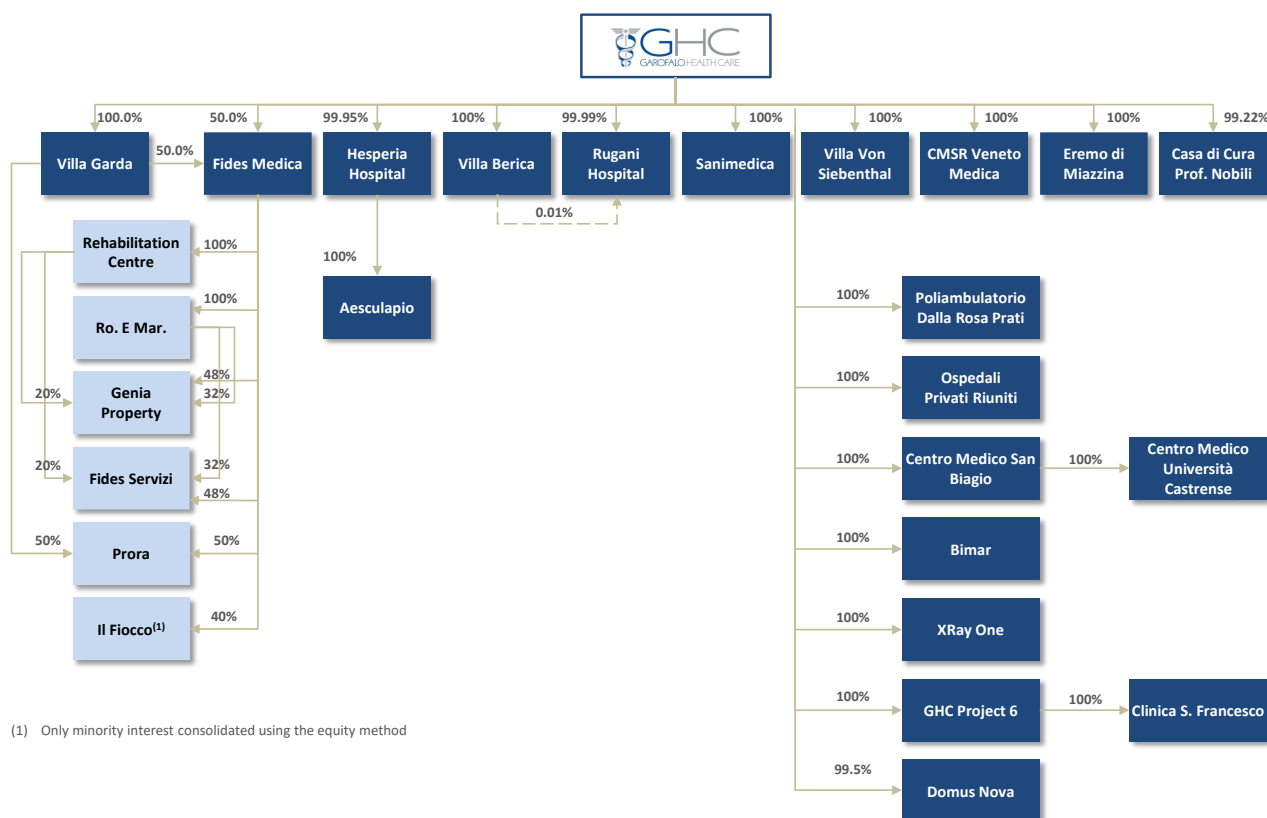 GHC
GAROFALO HEALTH CARE
100.0%
50.0%
99.95%
100%
99.99%
100%
100%
100%
100%
99.22%
Villa Garda
50.0%
Fides Medica
Hesperia
Hospital
Villa Berica
Rugani
Hospital
Sanimedica
Villa Von
Siebenthal
CMSR Veneto
Medica
Eremo di
Miazzina
Casa di Cura
Prof. Nobili
0.01%
Rehabilitation
Centre
100%
100%
Aesculapio
100%
Poliambulatorio
Dalla Rosa Prati
Ro. E Mar.
100%
48%
20%
Genia
Property
32%
100%
Ospedali
Privati Riuniti
20%
Fides Servizi
32%
48%
100%
Centro Medico San
Biagio
100%
Centro Medico
Università
Castrense
50%
Prora
50%
100%
Bimar
Il Fiocco(1)
40%
100%
XRay One
100%
GHC Project 6
100%
Clinica S. Francesco
(1) Only minority interest consolidated using the equity method
99.5%
Domus Nova